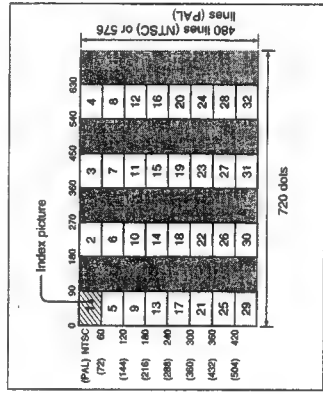 Index picture
0 90 180 270 360 450 540 630
(PAL) NTSC
1 2 3 4
(72) 60
5 6 7 8
(144) 120
9 10 11 12
(216) 180
13 14 15 16
(288) 240
17 18 19 20
(360) 300
21 22 23 24
(432) 360
25 26 27 28
(504) 420
29 30 31 32
720 dots
480 lines (NTSC) or 576
lines (PAL)